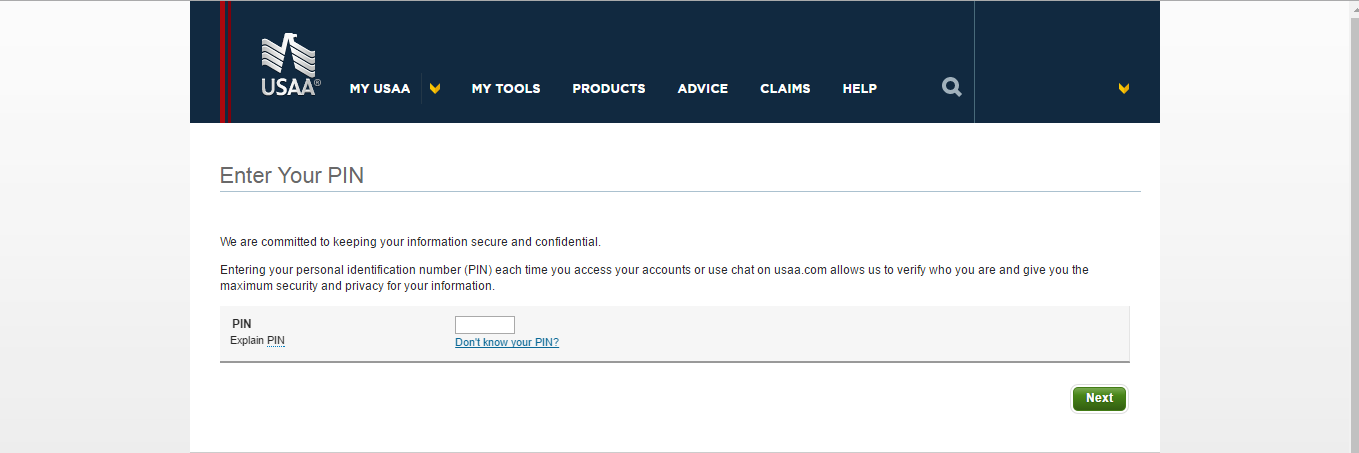 USAA®
MY USAA
MY TOOLS
PRODUCTS
ADVICE
CLAIMS
HELP
Enter Your PIN
We are committed to keeping your information secure and confidential.
Entering your personal identification number (PIN) each time you access your accounts or use chat on usaa.com allows us to verify who you are and give you the
maximum security and privacy for your information.
PIN
Explain PIN
Don't know your PIN?
Next